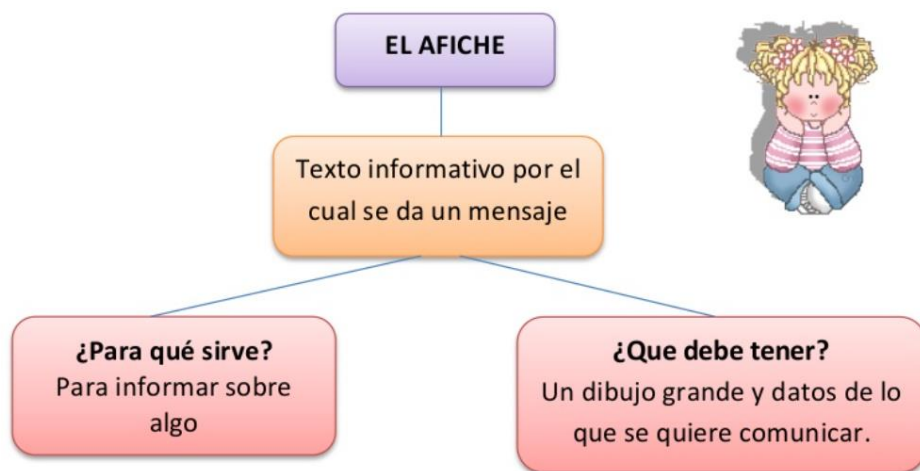 EL AFICHE
Texto informativo por el
cual se da un mensaje
¿Para qué sirve?
Para informar sobre
algo
¿Que debe tener?
Un dibujo grande y datos de lo
que se quiere comunicar.